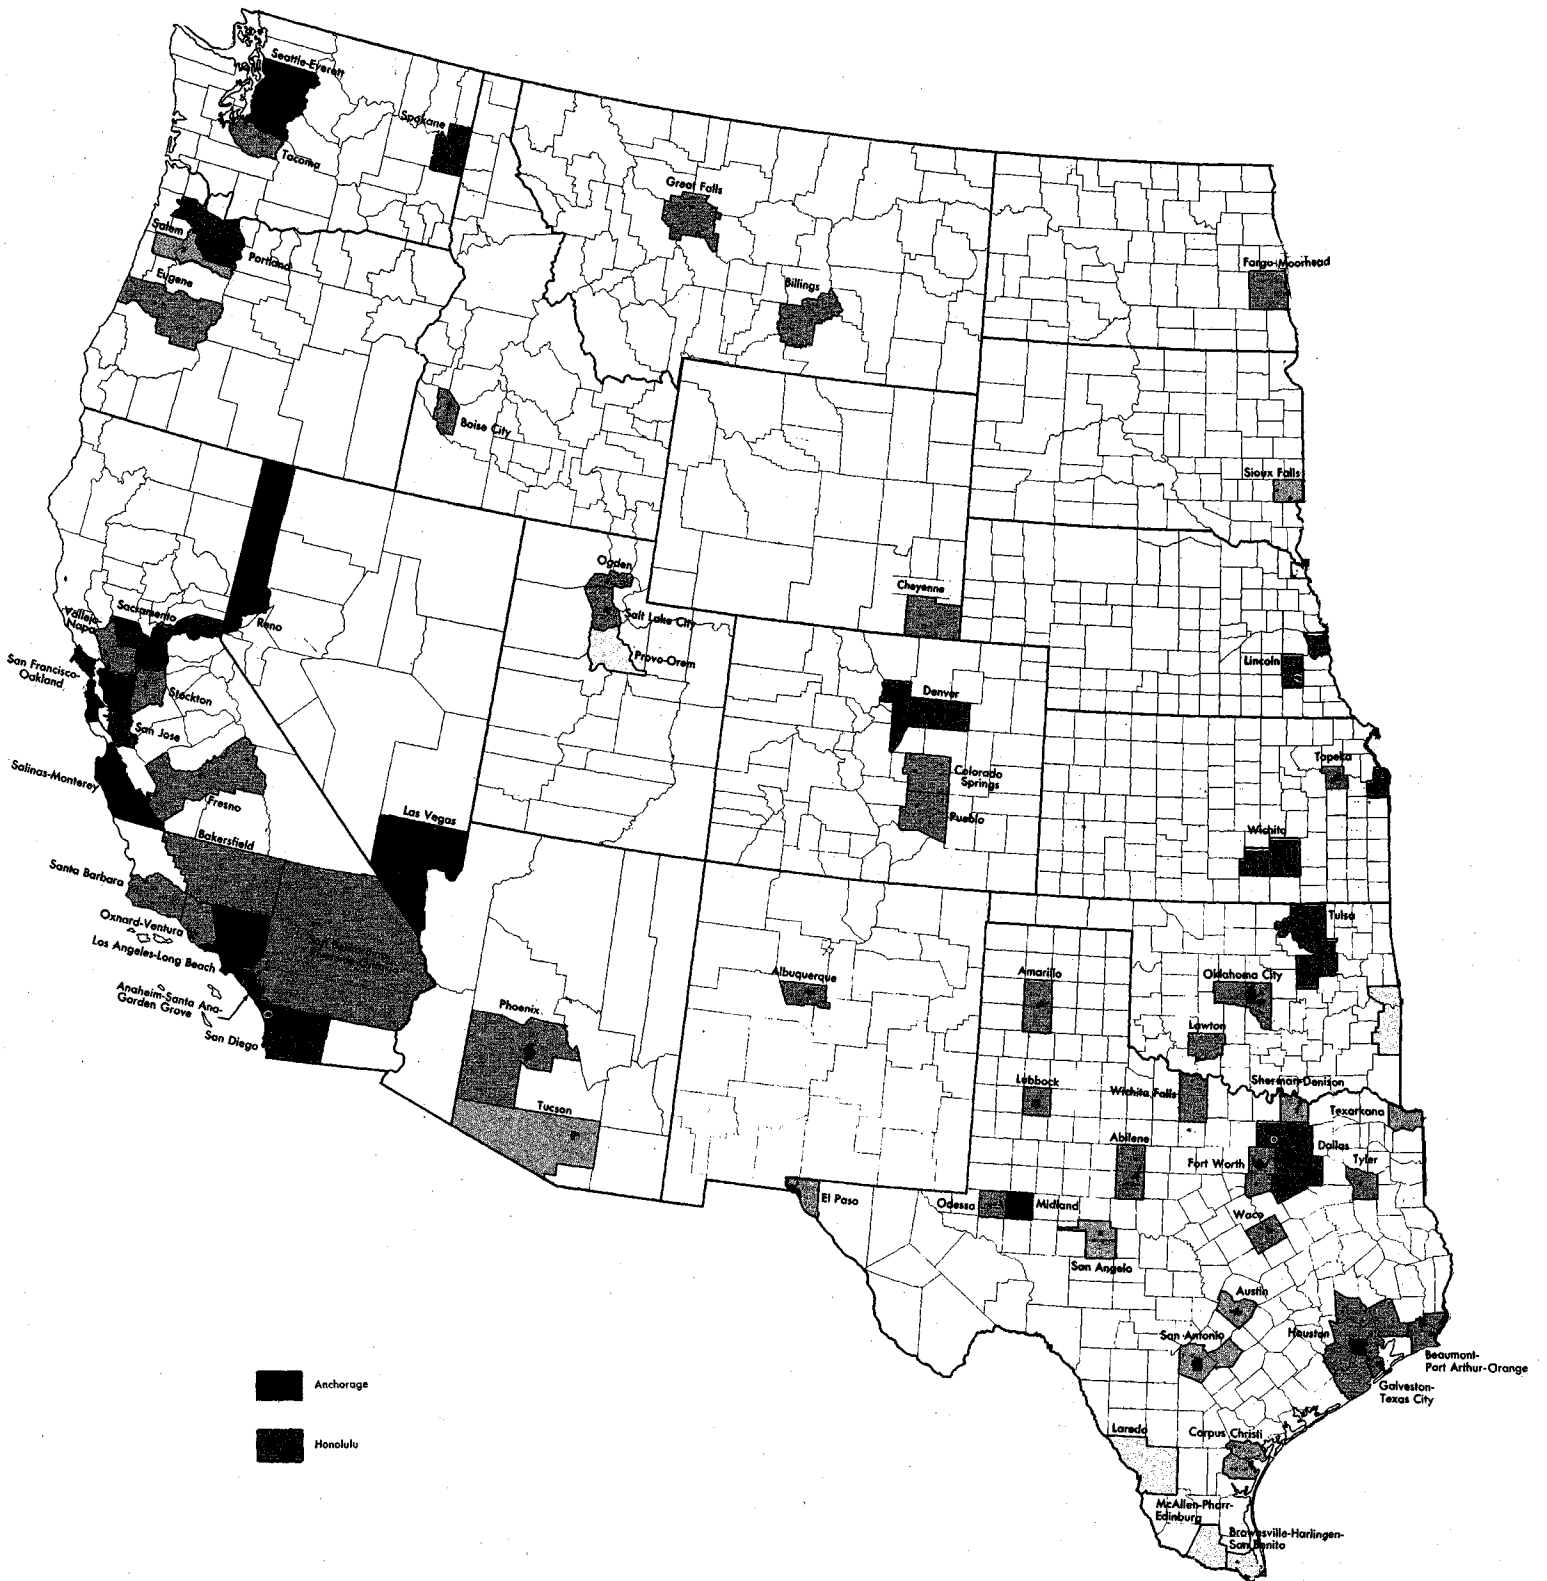 Seattle-Everett
Spokane
Tacoma
Great Falls
Salem
Portland
Fargo-Moorhead
Eugene
Billings
Boise City
Sioux Falls
Ogden
Cheyenne
Salt Lake City
Sacramento
Vallejo-
Napa
Reno
Provo-Orem
Lincoln
San Francisco-
Oakland
Denver
Stockton
San Jose
Topeka
Salinas-Monterey
Colorado
Springs
Fresno
Las Vegas
Pueblo
Bakersfield
Wichita
Santa Barbara
Oxnard-Ventura
Tulsa
Los Angeles-Long Beach
Albuquerque
Amarillo
Oklahoma City
Anaheim-Santa Ana-
Garden Grove
Phoenix
Lawton
San Diego
Lubbock
Wichita Falls
Sherman-Denison
Tucson
Texarkana
Abilene
Dallas
Fort Worth
Tyler
El Paso
Odessa
Midland
Waco
San Angelo
Austin
San Antonio
Houston
Beaumont-
Port Arthur-Orange
Anchorage
Galveston-
Texas City
Laredo
Corpus Christi
Honolulu
McAllen-Pharr-
Edinburg
Brownsville-Harlingen-
San Benito